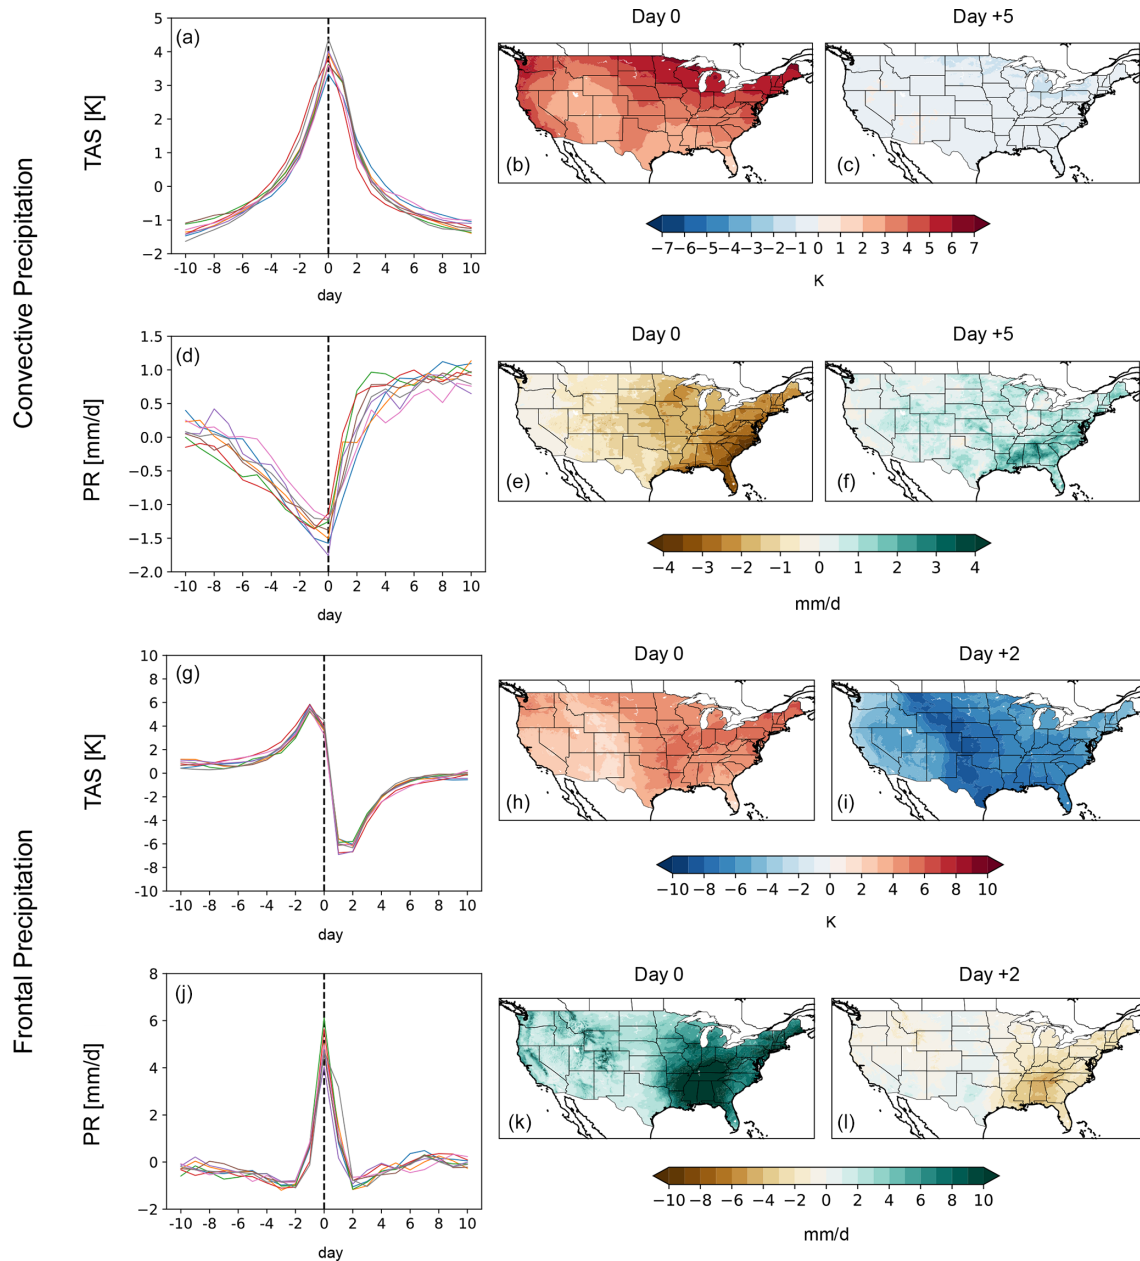 Convective Precipitation
TAS [K]
(a)
5
4
3
2
1
0
−1
−2
-10 -8 -6 -4 -2 0 2 4 6 8 10
day
Day 0
(b)
Day +5
(c)
−7 −6 −5 −4 −3 −2 −1 0 1 2 3 4 5 6 7
K
PR [mm/d]
(d)
1.5
1.0
0.5
0.0
−0.5
−1.0
−1.5
−2.0
-10 -8 -6 -4 -2 0 2 4 6 8 10
day
Day 0
(e)
Day +5
(f)
−4 −3 −2 −1 0 1 2 3 4
mm/d
Frontal Precipitation
TAS [K]
(g)
10
8
6
4
2
0
-2
-4
-6
-8
-10
-10 -8 -6 -4 -2 0 2 4 6 8 10
day
Day 0
(h)
Day +2
(i)
−10 −8 −6 −4 −2 0 2 4 6 8 10
K
PR [mm/d]
(j)
8
6
4
2
0
−2
-10 -8 -6 -4 -2 0 2 4 6 8 10
day
Day 0
(k)
Day +2
(l)
−10 −8 −6 −4 −2 0 2 4 6 8 10
mm/d